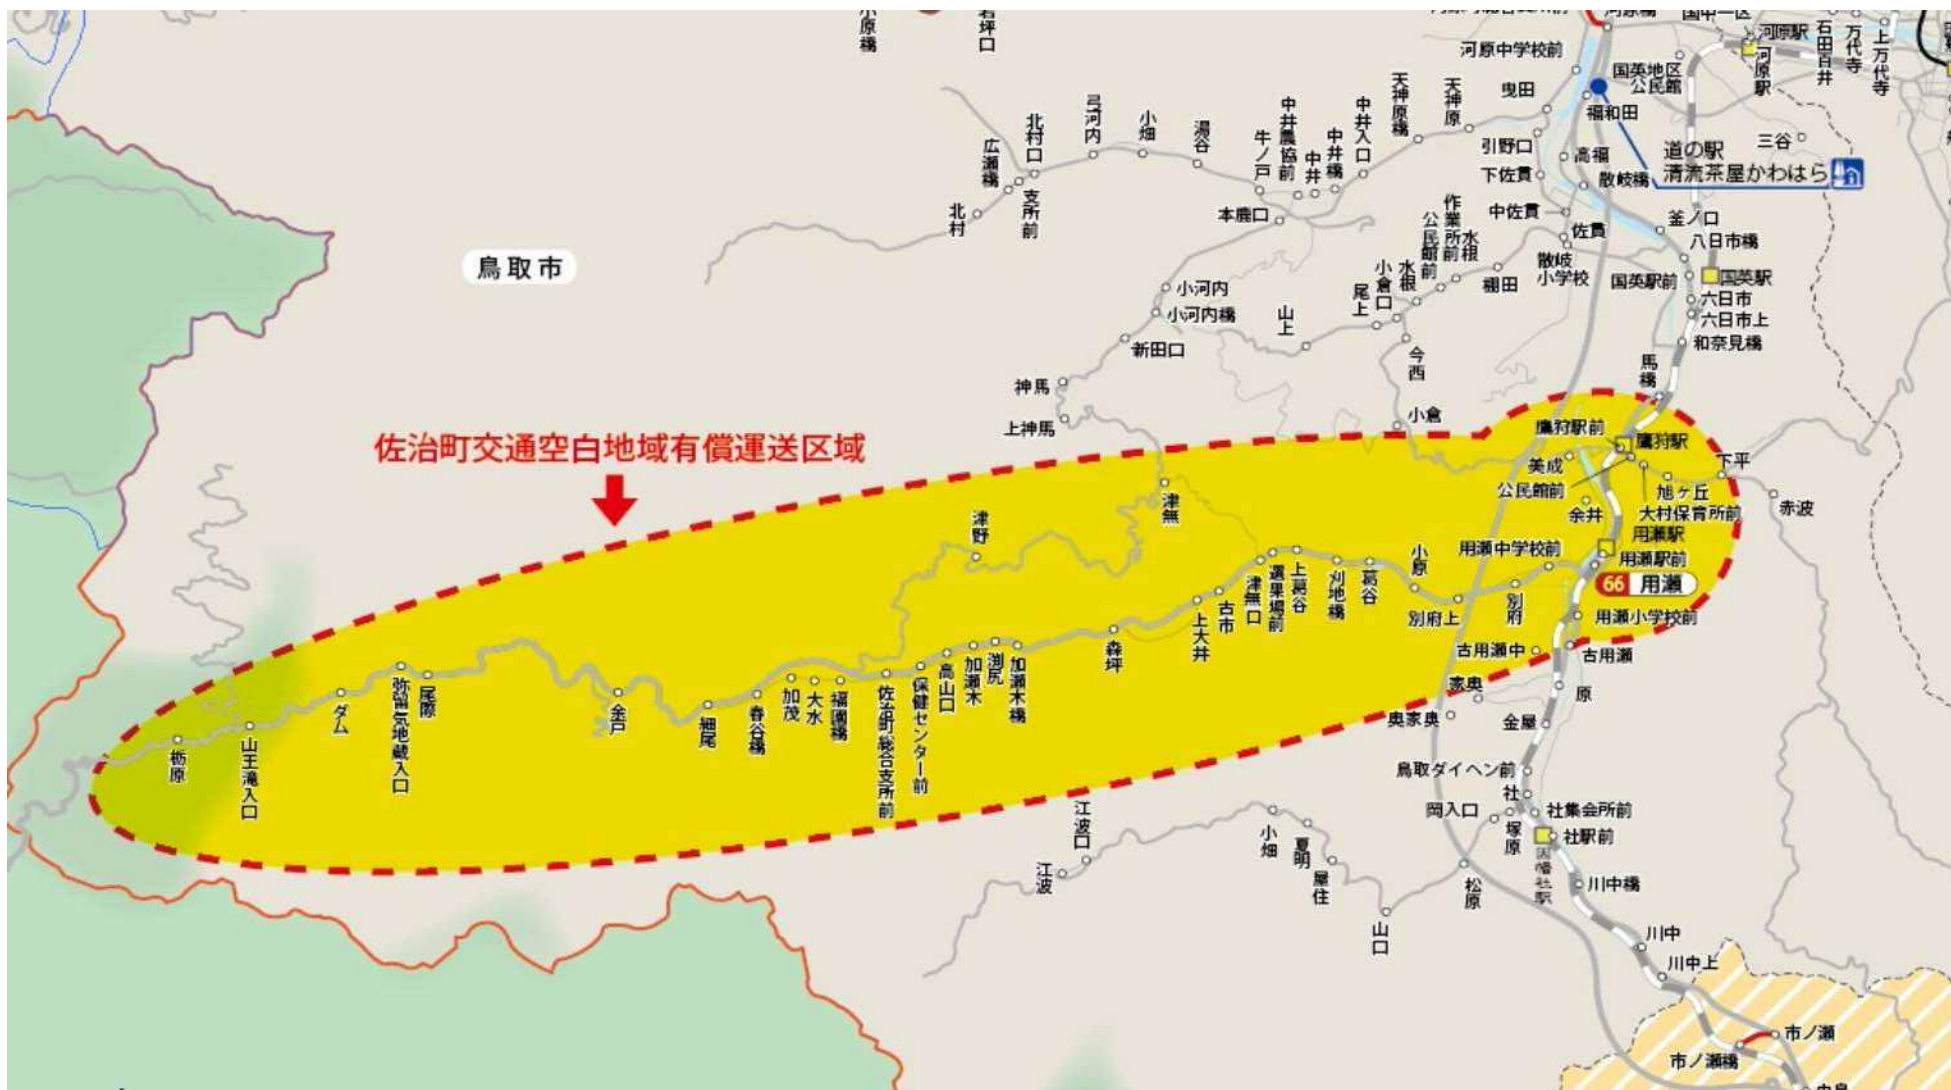 小原橋
若坪口
河原橋
国中一区
河原駅
河原駅
石田百井
万代寺
上万代寺
河原中学校前
国英地区
公民館
曳田
福和田
天神原
天神原橋
中井入口
中井橋
中井
中井農協前
牛ノ戸
湯谷
小畑
弓河内
北村口
広瀬橋
支所前
北村
本鹿口
引野口
高福
下佐貫
散岐橋
道の駅
清流茶屋かわはら
三谷
中佐貫
佐貫
散岐
小学校
釜ノ口
八日市橋
国英駅前
国英駅
六日市
六日市上
和奈見橋
馬橋
作業所前
公民館前
水根
水根
棚田
小倉口
尾上
山上
今西
小倉
小河内
小河内橋
新田口
神馬
上神馬
鳥取市
佐治町交通空白地域有償運送区域
鷹狩駅前
鷹狩駅
美成
公民館前
下平
旭ヶ丘
大村保育所前
赤波
余井
用瀬駅
用瀬駅前
66 用瀬
用瀬中学校前
用瀬小学校前
古用瀬
古用瀬中
別府
別府上
小原
葛谷
刈地橋
上葛谷
選果場前
津無口
古市
上大井
津無
津野
森坪
加瀬木橋
渕尻
加瀬木
高山口
保健センター前
佐治町総合支所前
福園橋
大水
加茂
春谷橋
細尾
余戸
尾際
弥留気地蔵入口
ダム
山王滝入口
栃原
家奥
奥家奥
原
金屋
鳥取ダイヘン前
社
岡入口
塚原
社集会所前
社駅前
因幡社駅
江波口
江波
小畑
夏明
屋住
山口
松原
川中橋
川中
川中上
市ノ瀬
市ノ瀬橋